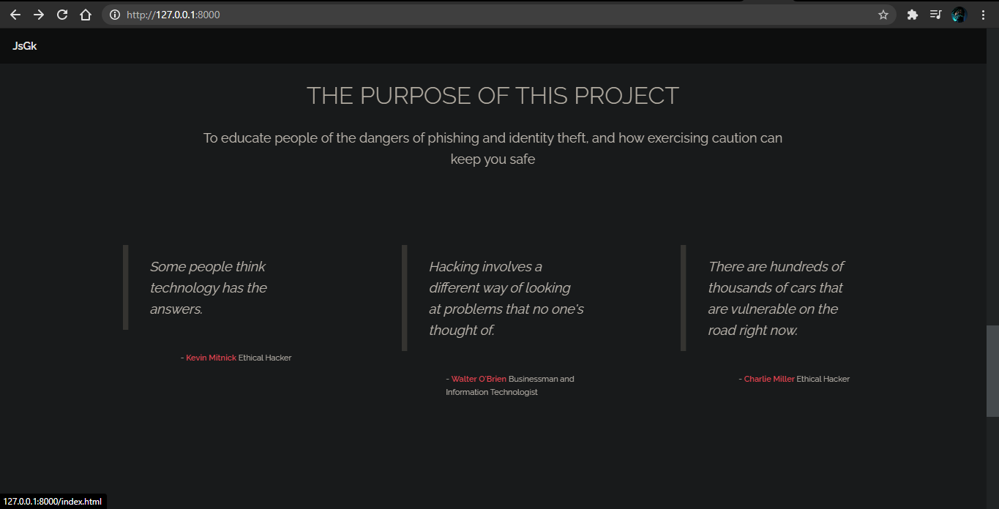 http://127.0.0.1:8000
JsGk
THE PURPOSE OF THIS PROJECT
To educate people of the dangers of phishing and identity theft, and how exercising caution can
keep you safe
Some people think
technology has the
answers.
- Kevin Mitnick Ethical Hacker
Hacking involves a
different way of looking
at problems that no one's
thought of.
- Walter O'Brien Businessman and
Information Technologist
There are hundreds of
thousands of cars that
are vulnerable on the
road right now.
- Charlie Miller Ethical Hacker
127.0.0.1:8000/index.html